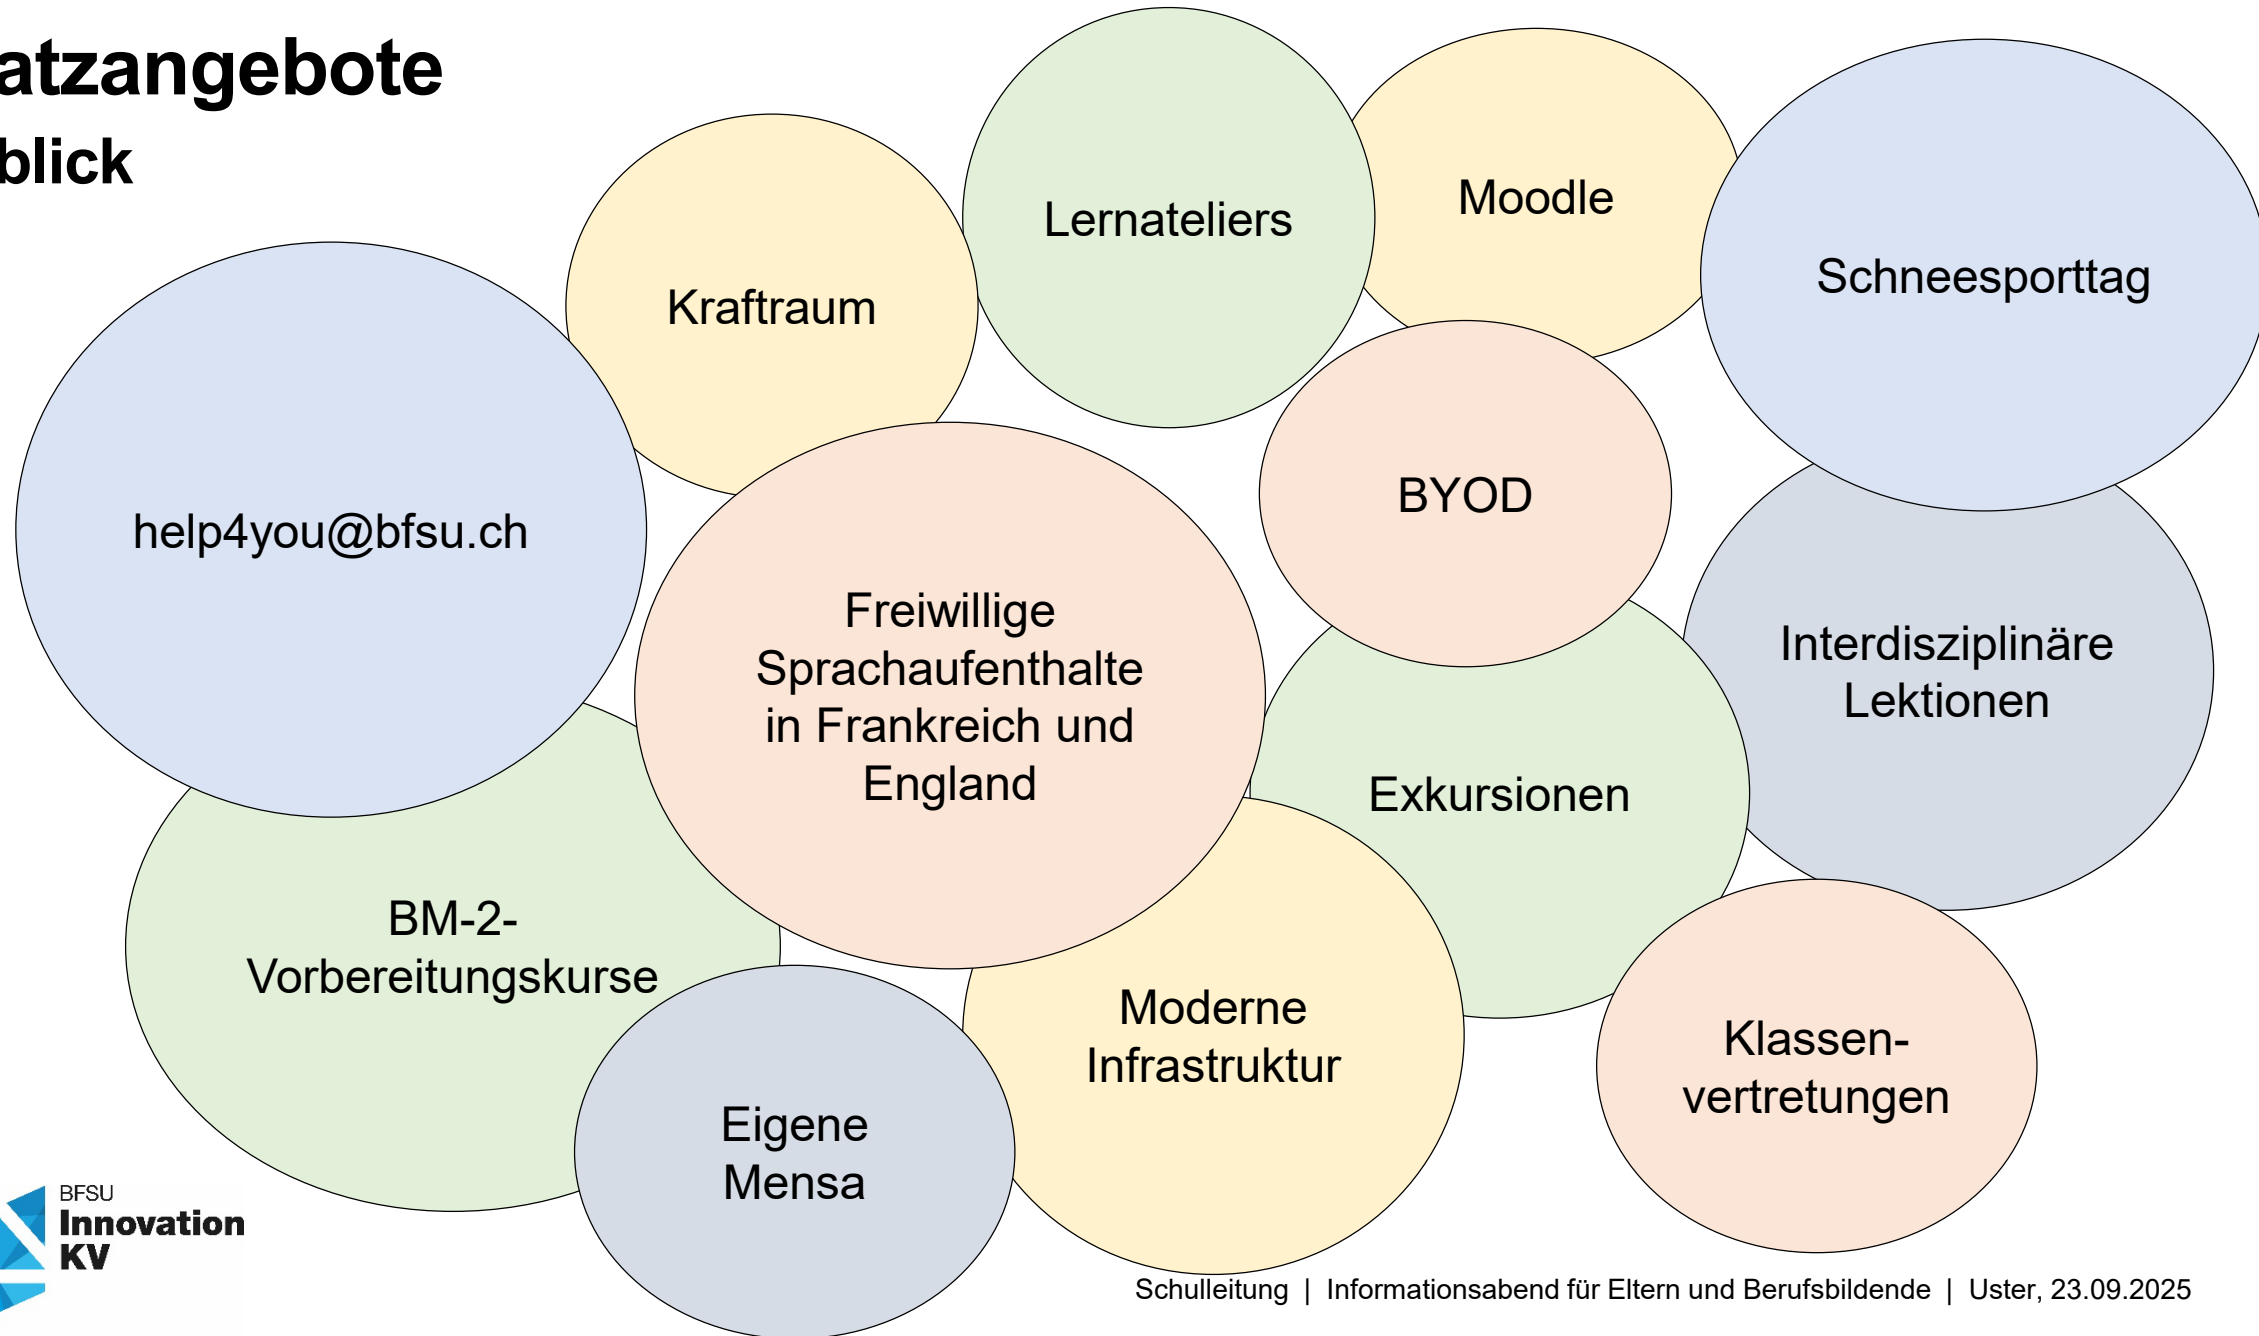 atzangebote
blick
Lernateliers
Moodle
Schneesporttag
Kraftraum
help4you@bfsu.ch
BYOD
Freiwillige
Sprachaufenthalte
in Frankreich und
England
Interdisziplinäre
Lektionen
Exkursionen
BM-2-
Vorbereitungskurse
Moderne
Infrastruktur
Klassen-
vertretungen
Eigene
Mensa
BFSU
Innovation
KV
Schulleitung | Informationsabend für Eltern und Berufsbildende | Uster, 23.09.2025